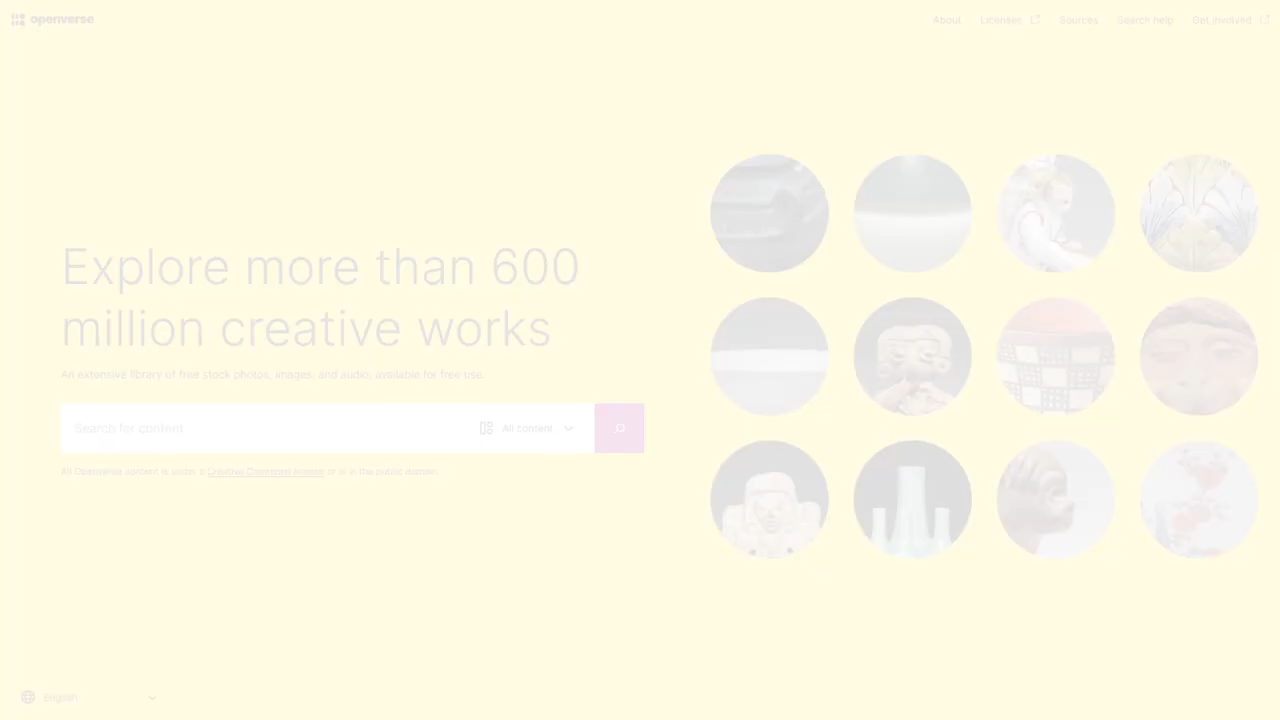 openverse
About Licenses Sources Search help Get involved
Explore more than 600
million creative works
An extensive library of free stock photos, images, and audio, available for free use.
Search for content All content
All Openverse content is under a Creative Commons license or is in the public domain.
English